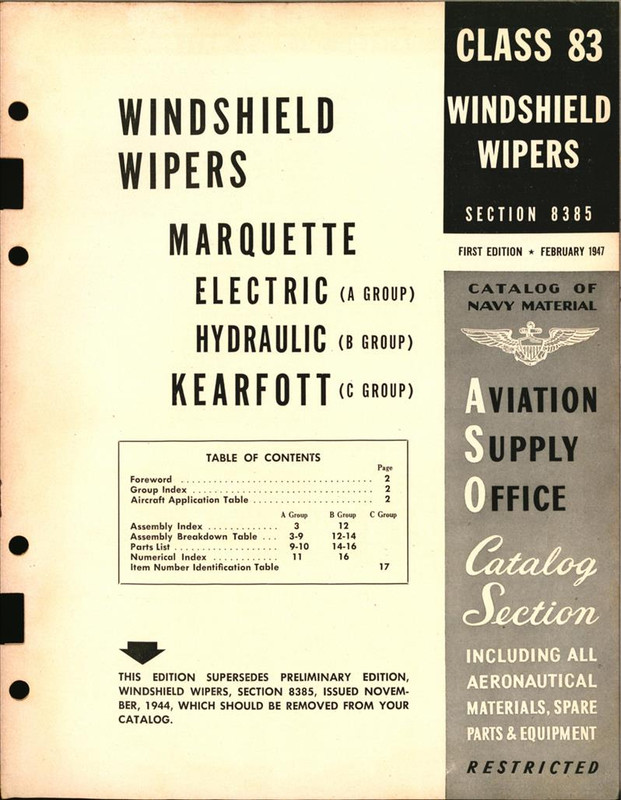 WINDSHIELD
WIPERS
MARQUETTE
ELECTRIC (A GROUP)
HYDRAULIC (B GROUP)
KEARFOTT (C GROUP)
TABLE OF CONTENTS
Page
Foreword . . . . . . . . . . . . . . . . . . . . . . . . . . . . . . . . . 2
Group Index . . . . . . . . . . . . . . . . . . . . . . . . . . . . . . . 2
Aircraft Application Table . . . . . . . . . . . . . . . . . . . . . 2
A Group B Group C Group
Assembly Index . . . . . . . . . . . . 3 12
Assembly Breakdown Table . . . 3-9 12-14
Parts List . . . . . . . . . . . . . . . . . 9-10 14-16
Numerical Index . . . . . . . . . . . 11 16
Item Number Identification Table 17
THIS EDITION SUPERSEDES PRELIMINARY EDITION,
WINDSHIELD WIPERS, SECTION 8385, ISSUED NOVEM-
BER, 1944, WHICH SHOULD BE REMOVED FROM YOUR
CATALOG.
CLASS 83
WINDSHIELD
WIPERS
SECTION 8385
FIRST EDITION ★ FEBRUARY 1947
CATALOG OF
NAVY MATERIAL
AVIATION
SUPPLY
OFFICE
Catalog
Section
INCLUDING ALL
AERONAUTICAL
MATERIALS, SPARE
PARTS & EQUIPMENT
RESTRICTED